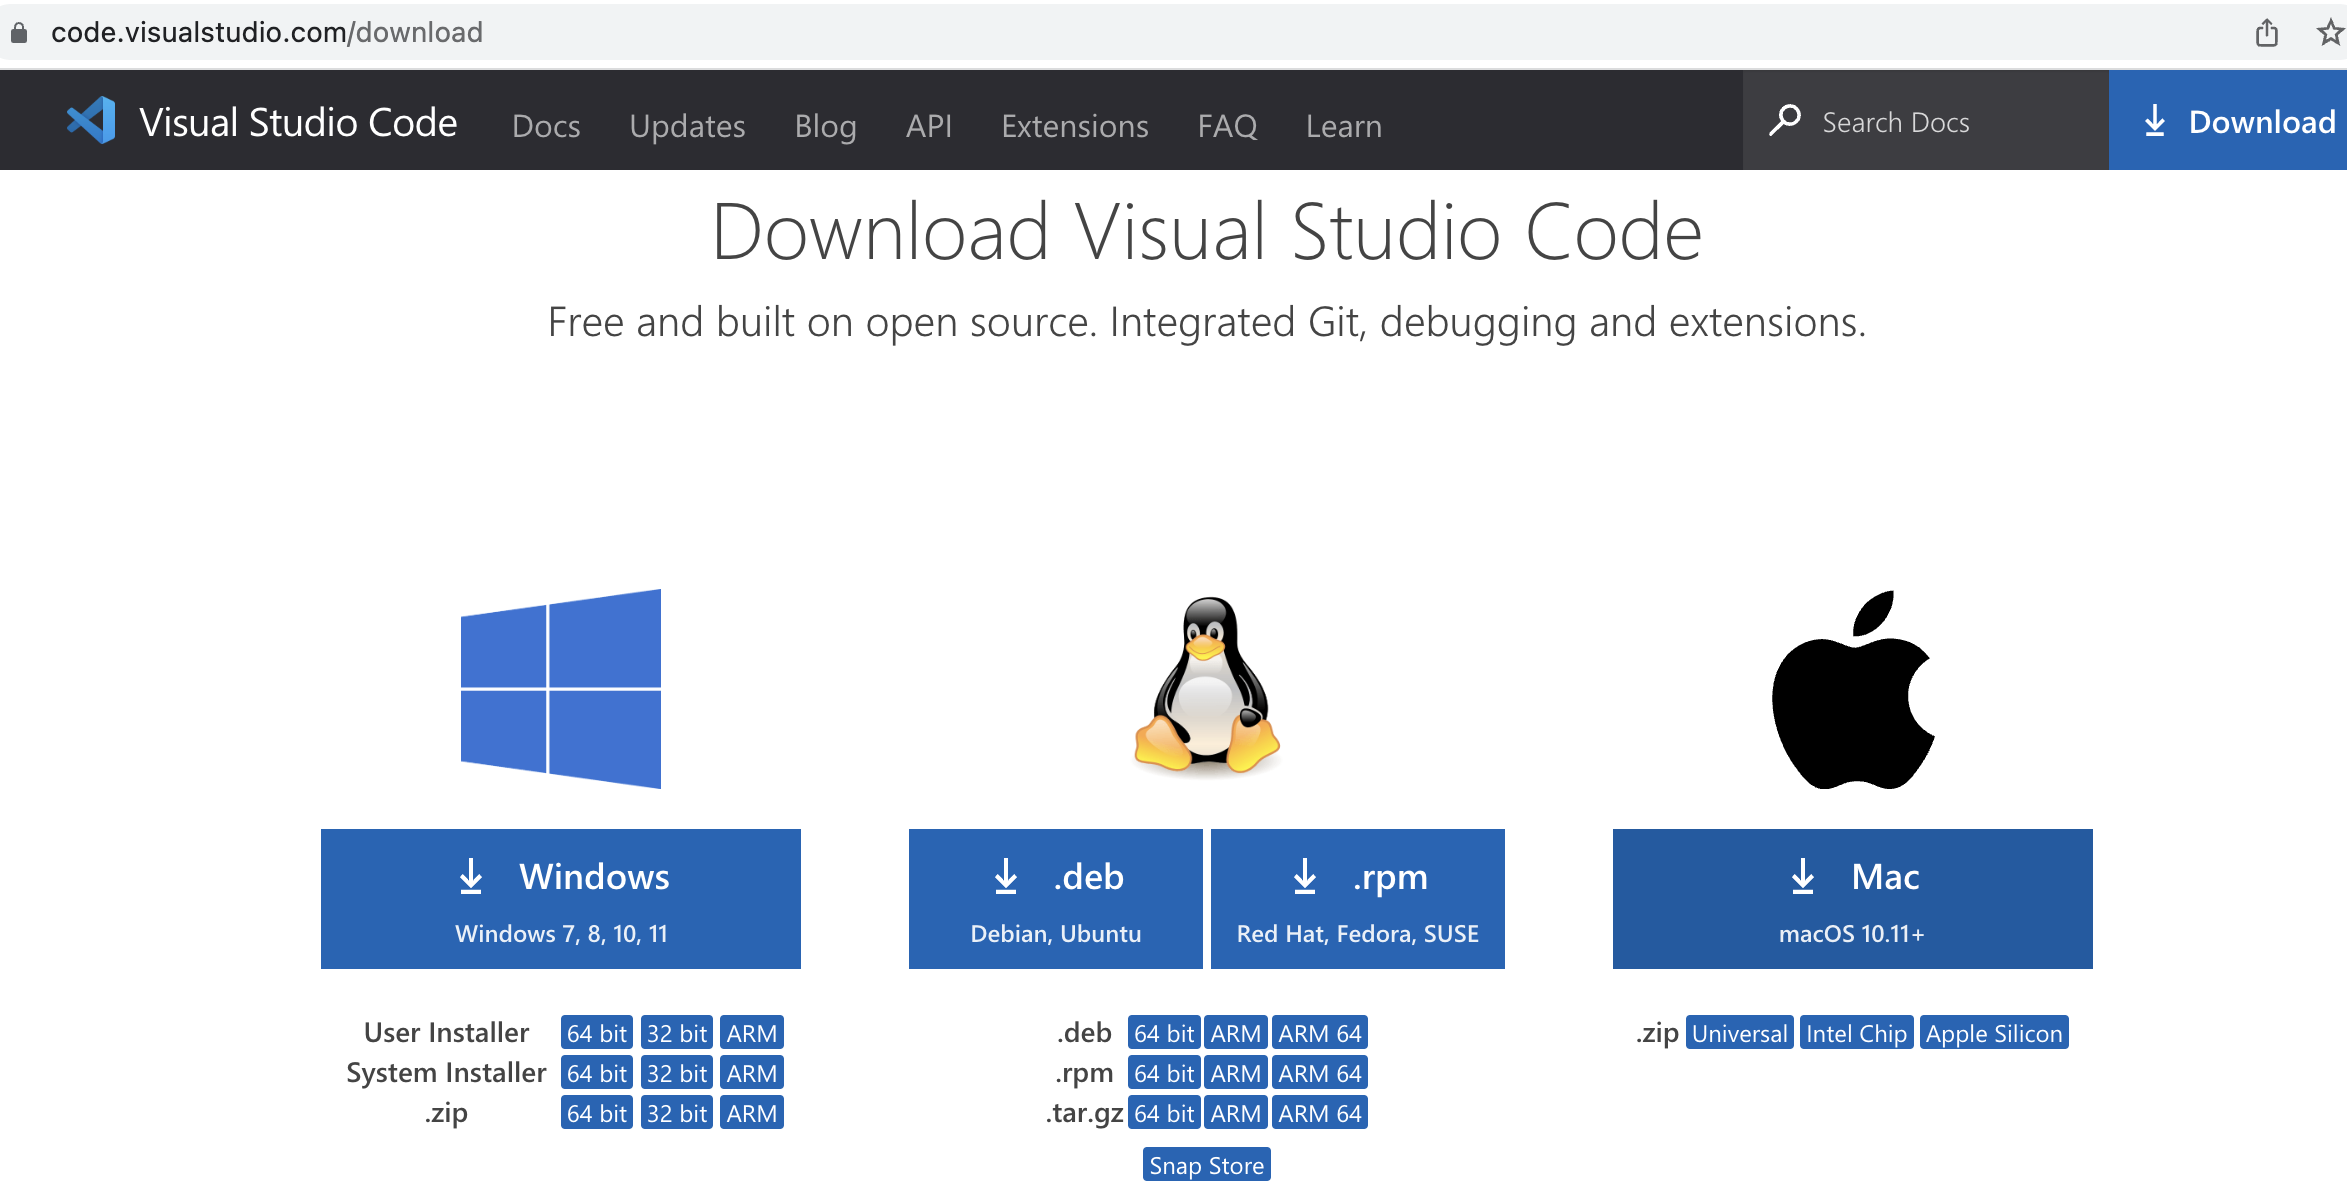 code.visualstudio.com/download
Visual Studio Code Docs Updates Blog API Extensions FAQ Learn Search Docs Download
Download Visual Studio Code
Free and built on open source. Integrated Git, debugging and extensions.
Windows
Windows 7, 8, 10, 11
User Installer 64 bit 32 bit ARM
System Installer 64 bit 32 bit ARM
.zip 64 bit 32 bit ARM
.deb
Debian, Ubuntu
.rpm
Red Hat, Fedora, SUSE
.deb 64 bit ARM ARM 64
.rpm 64 bit ARM ARM 64
.tar.gz 64 bit ARM ARM 64
Snap Store
Mac
macOS 10.11+
.zip Universal Intel Chip Apple Silicon